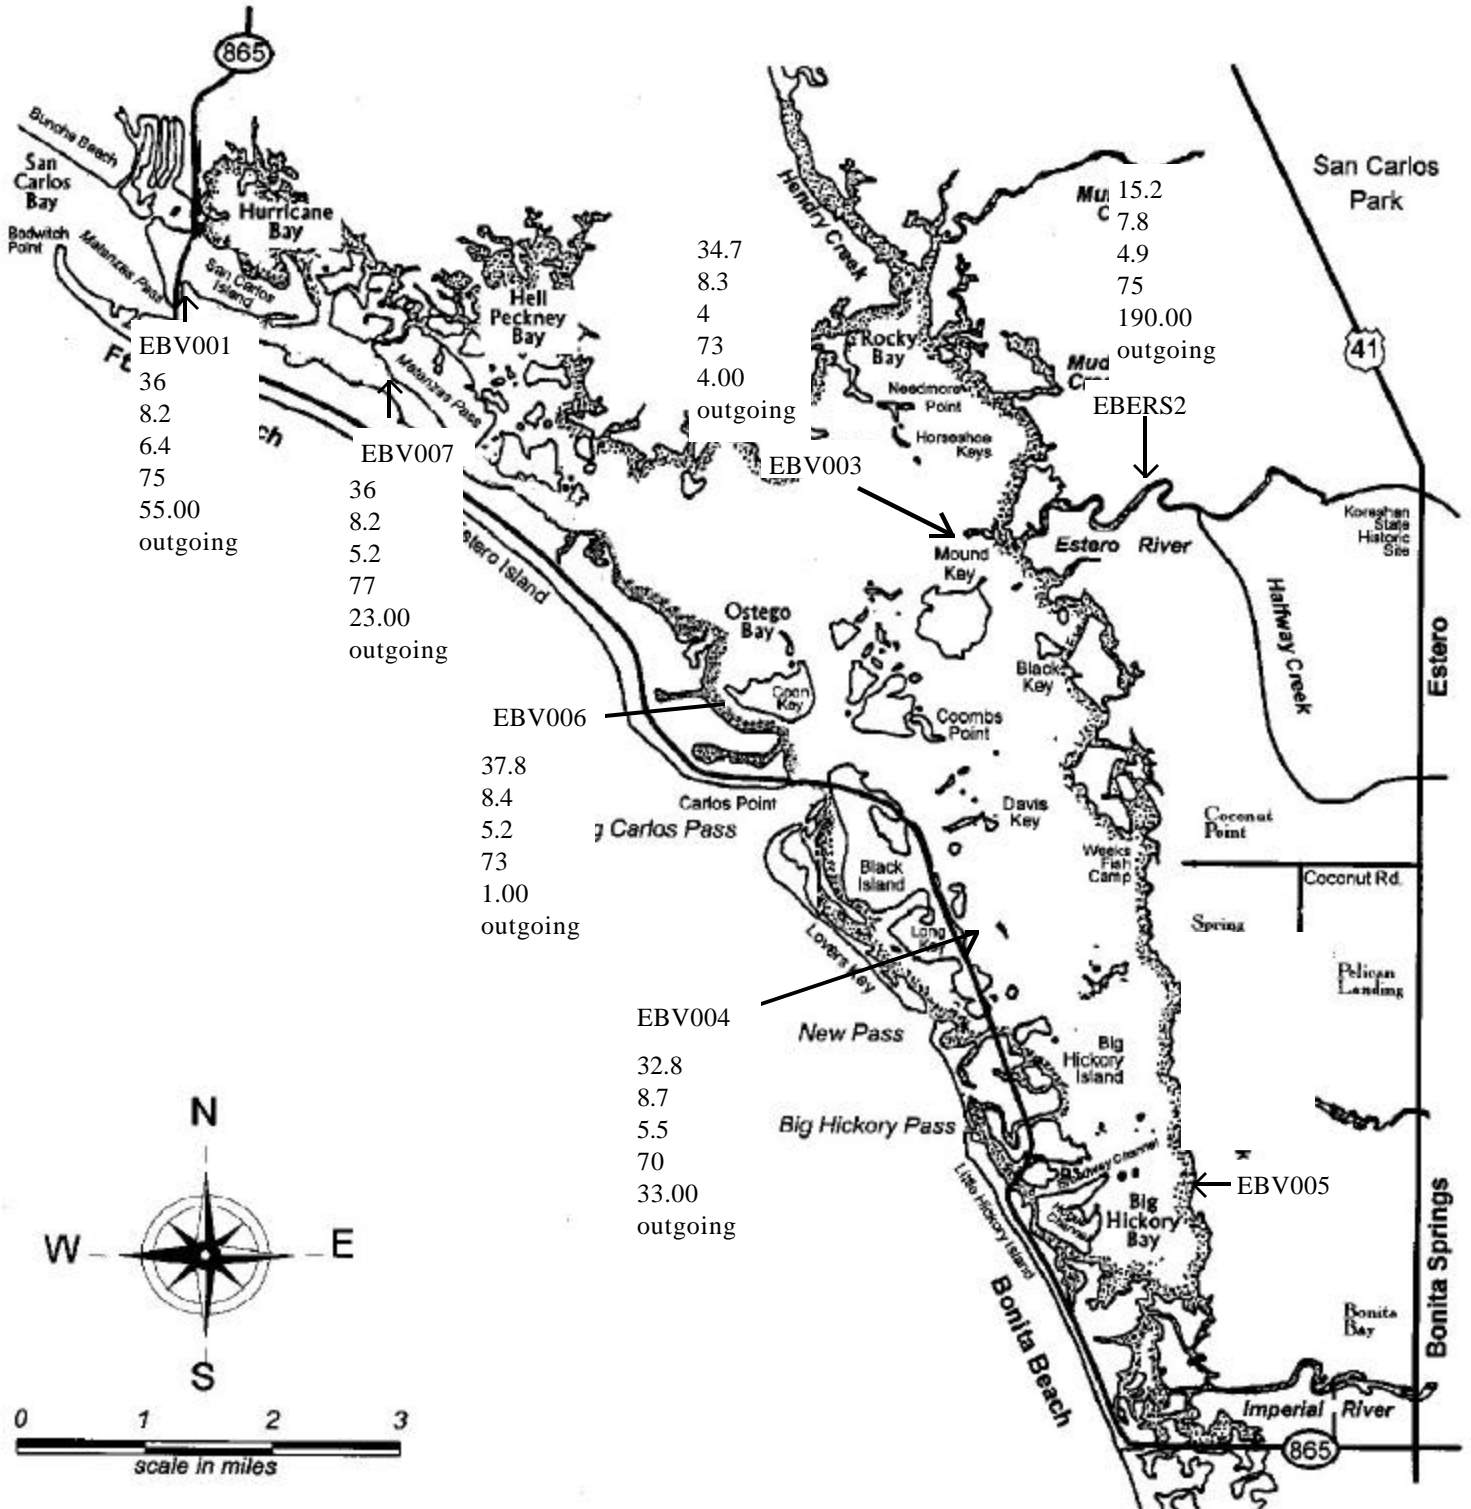 865
Bunche Beach
San
Carlos
Bay
Bodwitch
Point
Matanzas Pass
Hurricane
Bay
San Carlos
Island
Hell
Peckney
Bay
Matanzas Pass
EBV001
36
8.2
6.4
75
55.00
outgoing
EBV007
36
8.2
5.2
77
23.00
outgoing
34.7
8.3
4
73
4.00
outgoing
EBV003
Hendry Creek
Rocky
Bay
Needmore
Point
Horseshoe
Keys
15.2
7.8
4.9
75
190.00
outgoing
EBERS2
San Carlos
Park
41
Koreshan
State
Historic
Site
Estero River
Halfway Creek
Estero
Mound
Key
Black
Key
Ostego
Bay
Coon
Key
Coombs
Point
Davis
Key
stero Island
EBV006
37.8
8.4
5.2
73
1.00
outgoing
Carlos Point
g Carlos Pass
Black
Island
Long
Key
Lovers Key
Weeks
Fish
Camp
Coconut
Point
Coconut Rd.
Spring
Pelican
Landing
EBV004
32.8
8.7
5.5
70
33.00
outgoing
New Pass
Big
Hickory
Island
Big Hickory Pass
Little Hickory Island
Big
Hickory
Bay
EBV005
Bonita Beach
Bonita Springs
Bonita
Bay
Imperial River
865
N
W
E
S
0 1 2 3
scale in miles